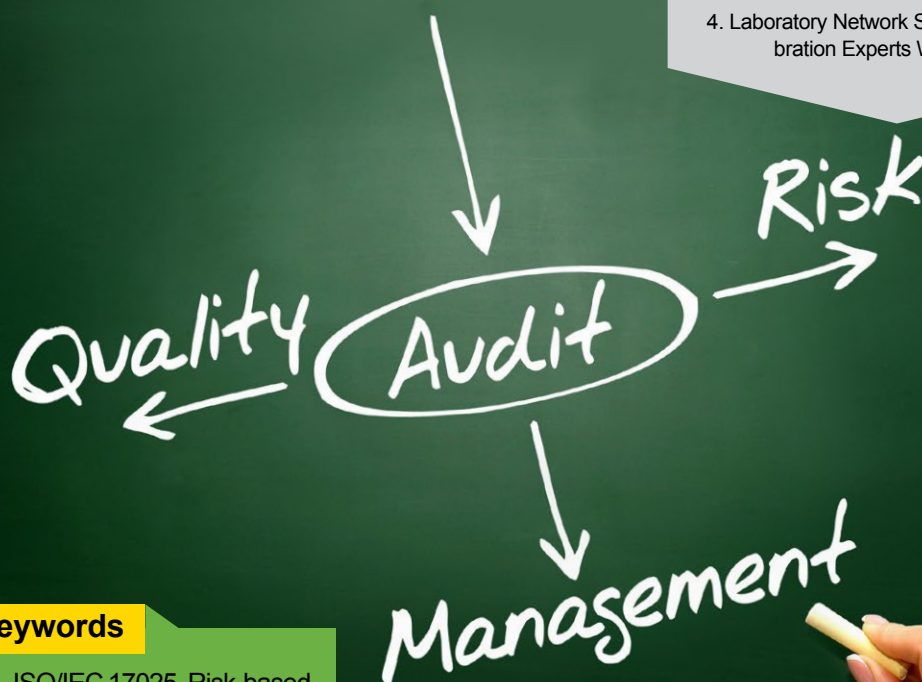 4. Laboratory Network S
bration Experts
Risk
Quality
Audit
Management
eywords
ISO/IEC 17025, Risk-based